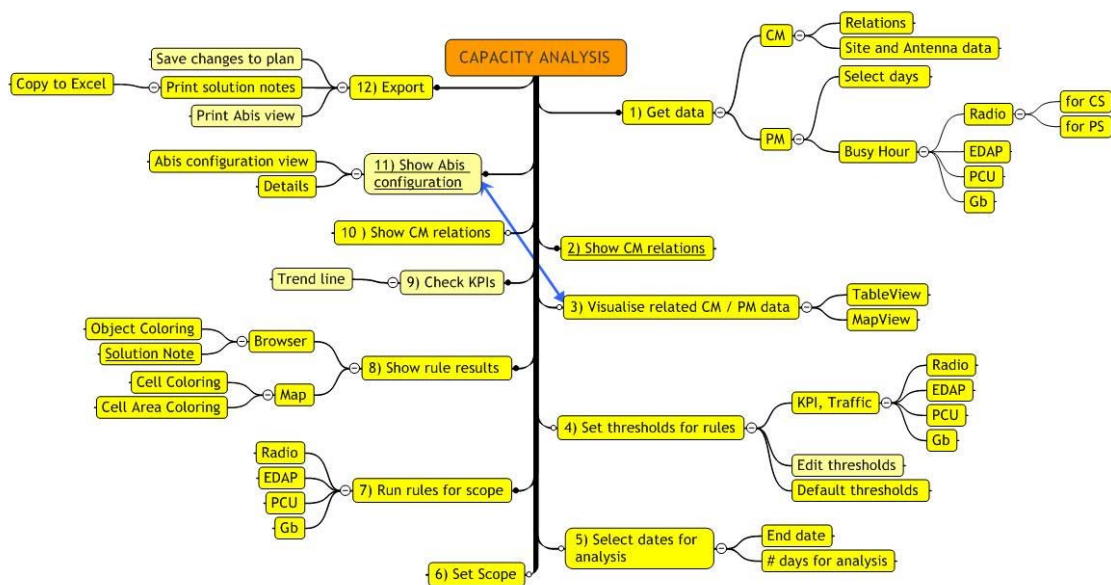 CAPACITY ANALYSIS
1) Get data
CM
Relations
Site and Antenna data
PM
Select days
Busy Hour
Radio
for CS
for PS
EDAP
PCU
Gb
2) Show CM relations
3) Visualise related CM / PM data
TableView
MapView
4) Set thresholds for rules
KPI, Traffic
Radio
EDAP
PCU
Gb
Edit thresholds
Default thresholds
5) Select dates for
analysis
End date
# days for analysis
6) Set Scope
7) Run rules for scope
Radio
EDAP
PCU
Gb
8) Show rule results
Browser
Object Coloring
Solution Note
Map
Cell Coloring
Cell Area Coloring
9) Check KPIs
Trend line
10 ) Show CM relations
11) Show Abis
configuration
Abis configuration view
Details
12) Export
Save changes to plan
Print solution notes
Copy to Excel
Print Abis view